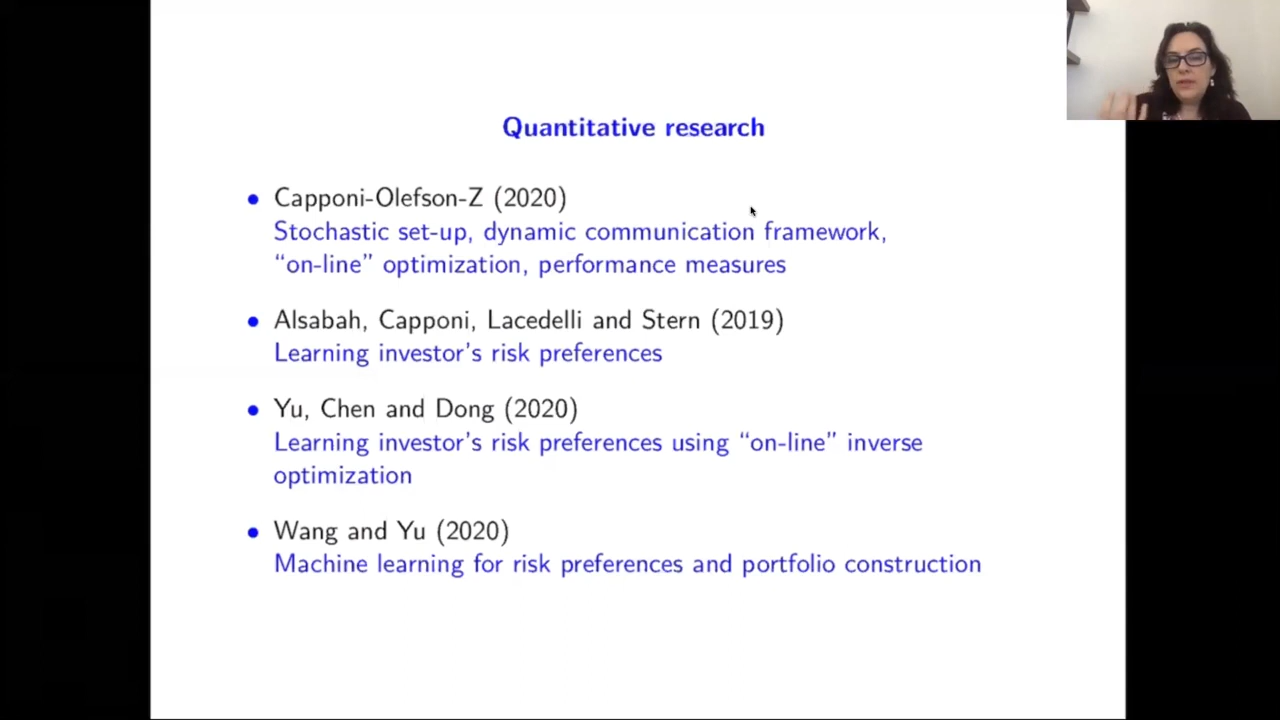 Quantitative research
• Capponi-Olefson-Z (2020)
Stochastic set-up, dynamic communication framework,
“on-line” optimization, performance measures
• Alsabah, Capponi, Lacedelli and Stern (2019)
Learning investor’s risk preferences
• Yu, Chen and Dong (2020)
Learning investor’s risk preferences using “on-line” inverse
optimization
• Wang and Yu (2020)
Machine learning for risk preferences and portfolio construction